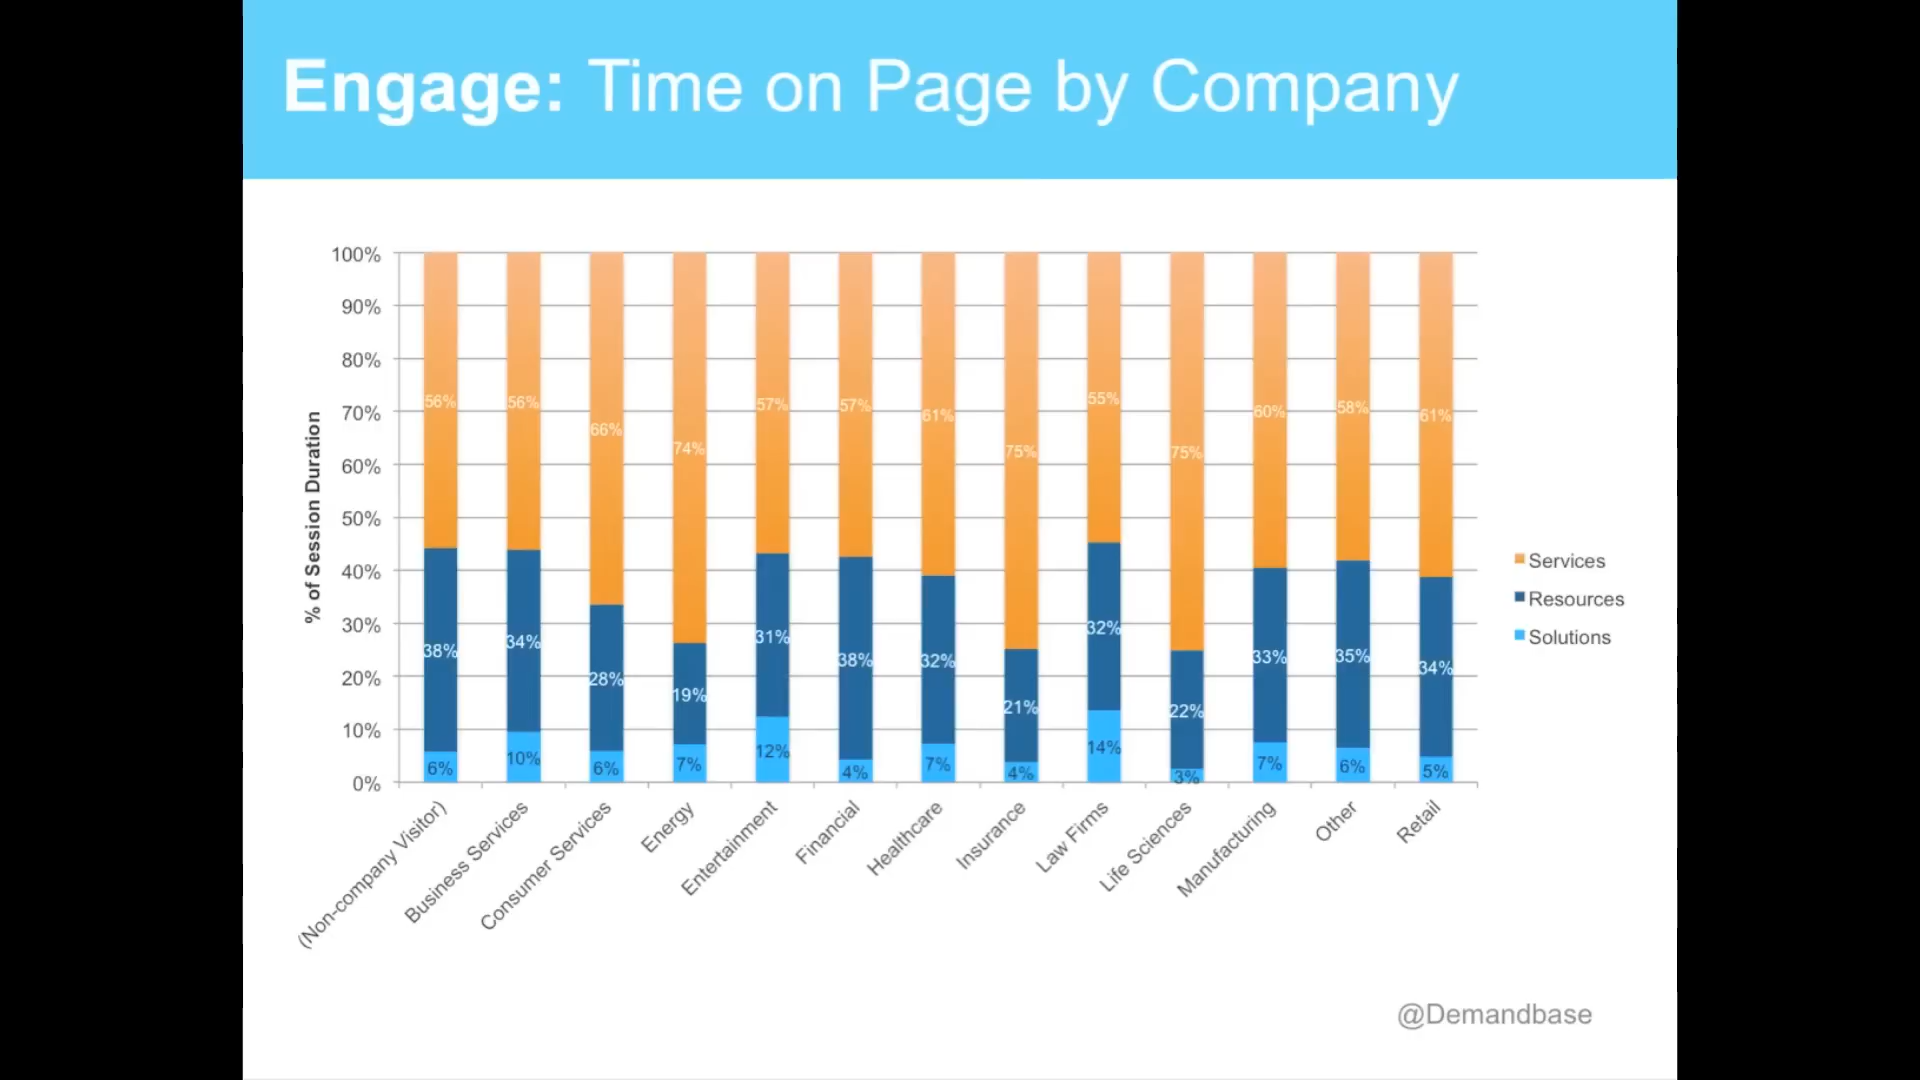 Engage: Time on Page by Company
% of Session Duration
100%
90%
80%
70%
60%
50%
40%
30%
20%
10%
0%
56% 56% 66% 74% 57% 57% 61% 75% 55% 75% 60% 58% 61%
38% 34% 28% 19% 31% 38% 32% 21% 32% 22% 33% 35% 34%
6% 10% 6% 7% 12% 4% 7% 4% 14% 3% 7% 6% 5%
(Non-company Visitor)
Business Services
Consumer Services
Energy
Entertainment
Financial
Healthcare
Insurance
Law Firms
Life Sciences
Manufacturing
Other
Retail
Services
Resources
Solutions
@Demandbase